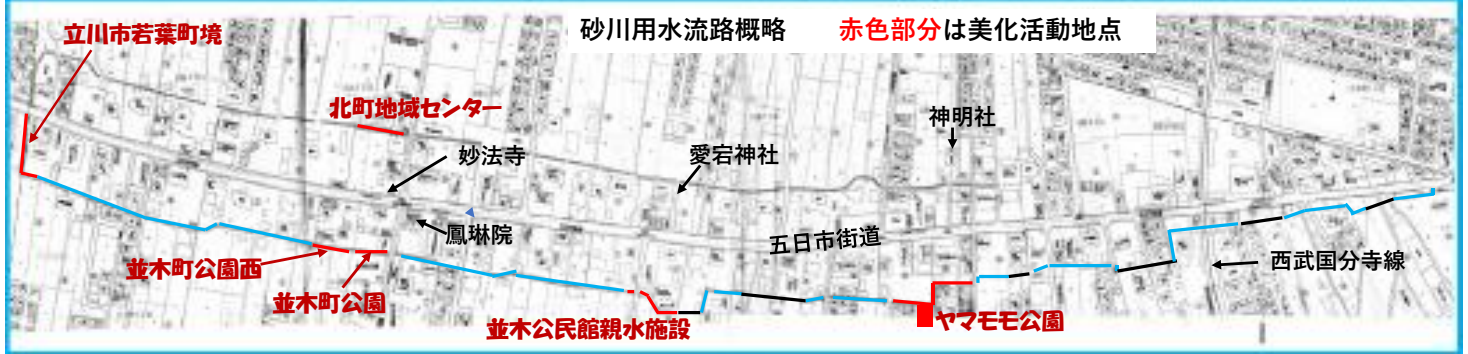 砂川用水流路概略 赤色部分は美化活動地点
立川市若葉町境
北町地域センター
神明社
妙法寺
愛宕神社
鳳琳院
五日市街道
西武国分寺線
並木町公園西
並木町公園
並木公民館親水施設
ヤマモモ公園